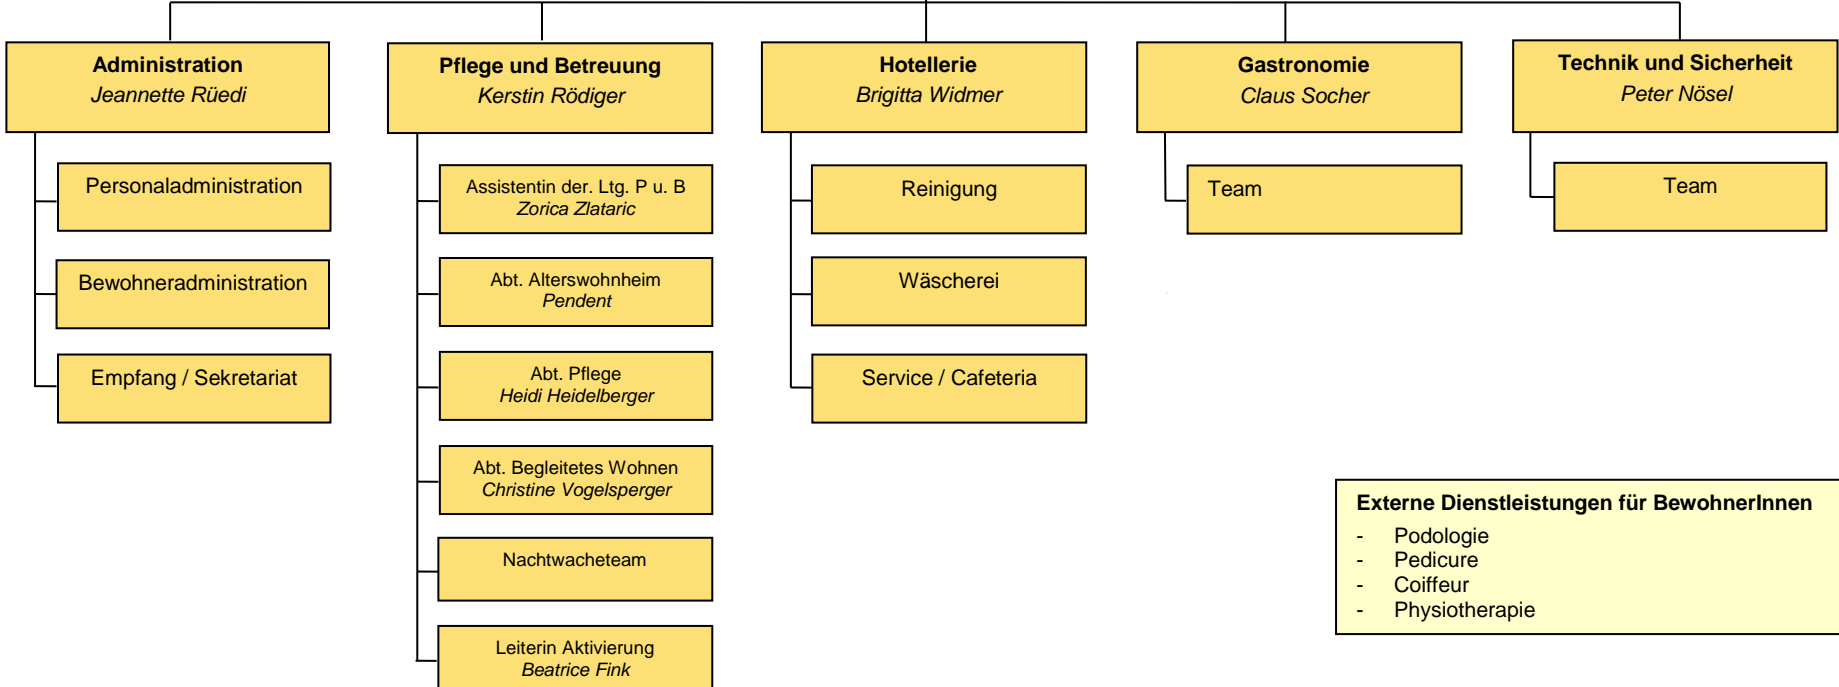 Administration
Jeannette Rüedi
Personaladministration
Bewohneradministration
Empfang / Sekretariat
Pflege und Betreuung
Kerstin Rödiger
Assistentin der. Ltg. P u. B
Zorica Zlataric
Abt. Alterswohnheim
Pendent
Abt. Pflege
Heidi Heidelberger
Abt. Begleitetes Wohnen
Christine Vogelsperger
Nachtwacheteam
Leiterin Aktivierung
Beatrice Fink
Hotellerie
Brigitta Widmer
Reinigung
Wäscherei
Service / Cafeteria
Gastronomie
Claus Socher
Team
Technik und Sicherheit
Peter Nösel
Team
Externe Dienstleistungen für BewohnerInnen
- Podologie
- Pedicure
- Coiffeur
- Physiotherapie